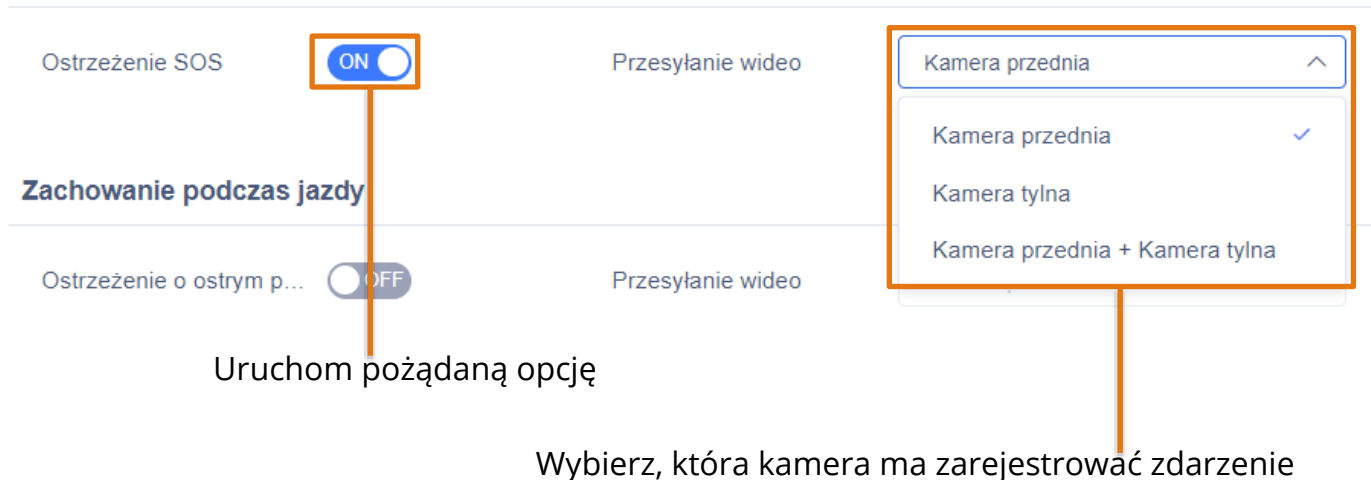 Ostrzeżenie SOS ON Przesyłanie wideo Kamera przednia
Kamera przednia
Zachowanie podczas jazdy
Kamera tylna
Kamera przednia + Kamera tylna
Ostrzeżenie o ostrym p... OFF Przesyłanie wideo
Uruchom pożądaną opcję
Wybierz, która kamera ma zarejestrować zdarzenie